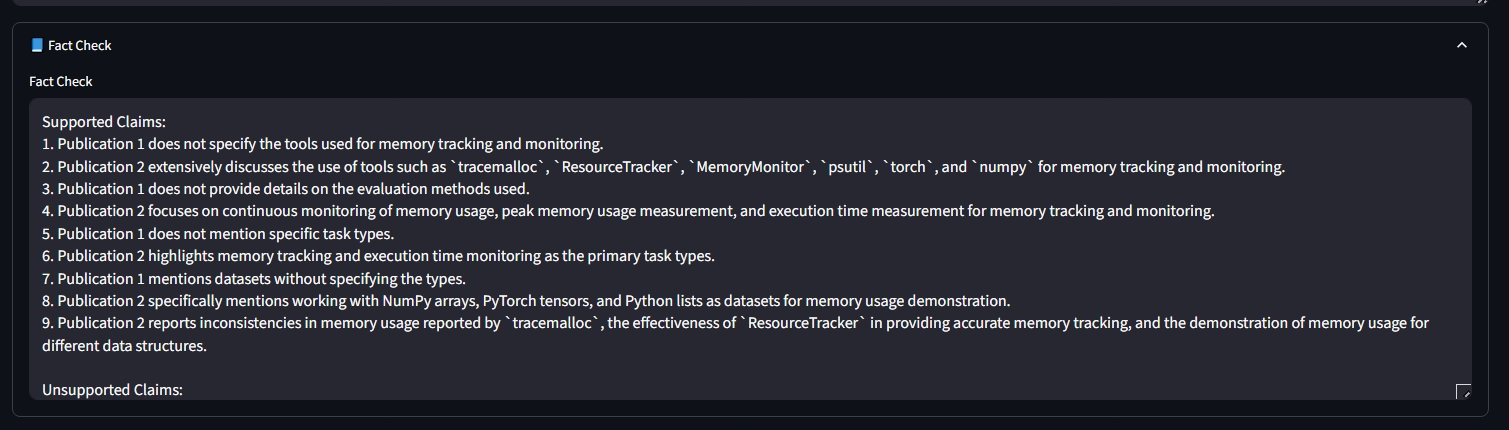 Fact Check
Fact Check
Supported Claims:
1. Publication 1 does not specify the tools used for memory tracking and monitoring.
2. Publication 2 extensively discusses the use of tools such as `tracemalloc`, `ResourceTracker`, `MemoryMonitor`, `psutil`, `torch`, and `numpy` for memory tracking and monitoring.
3. Publication 1 does not provide details on the evaluation methods used.
4. Publication 2 focuses on continuous monitoring of memory usage, peak memory usage measurement, and execution time measurement for memory tracking and monitoring.
5. Publication 1 does not mention specific task types.
6. Publication 2 highlights memory tracking and execution time monitoring as the primary task types.
7. Publication 1 mentions datasets without specifying the types.
8. Publication 2 specifically mentions working with NumPy arrays, PyTorch tensors, and Python lists as datasets for memory usage demonstration.
9. Publication 2 reports inconsistencies in memory usage reported by `tracemalloc`, the effectiveness of `ResourceTracker` in providing accurate memory tracking, and the demonstration of memory usage for
different data structures.
Unsupported Claims: